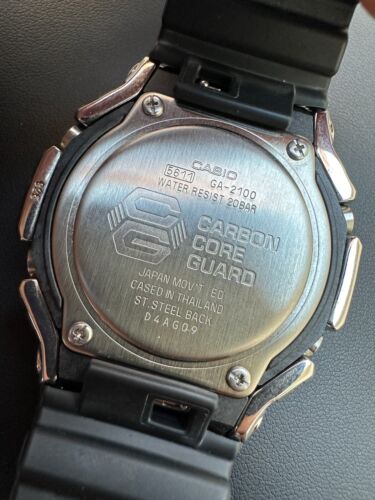 CASIO
5611 GA-2100
WATER RESIST 20BAR
CG
CARBON
CORE
GUARD
JAPAN MOV'T ED
CASED IN THAILAND
ST. STEEL BACK
D4AG09